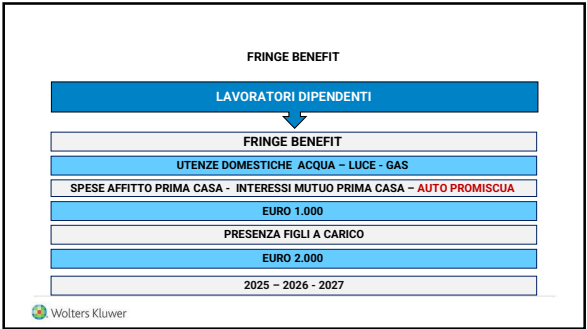 FRINGE BENEFIT
LAVORATORI DIPENDENTI
FRINGE BENEFIT
UTENZE DOMESTICHE ACQUA – LUCE - GAS
SPESE AFFITTO PRIMA CASA - INTERESSI MUTUO PRIMA CASA – AUTO PROMISCUA
EURO 1.000
PRESENZA FIGLI A CARICO
EURO 2.000
2025 – 2026 - 2027
Wolters Kluwer